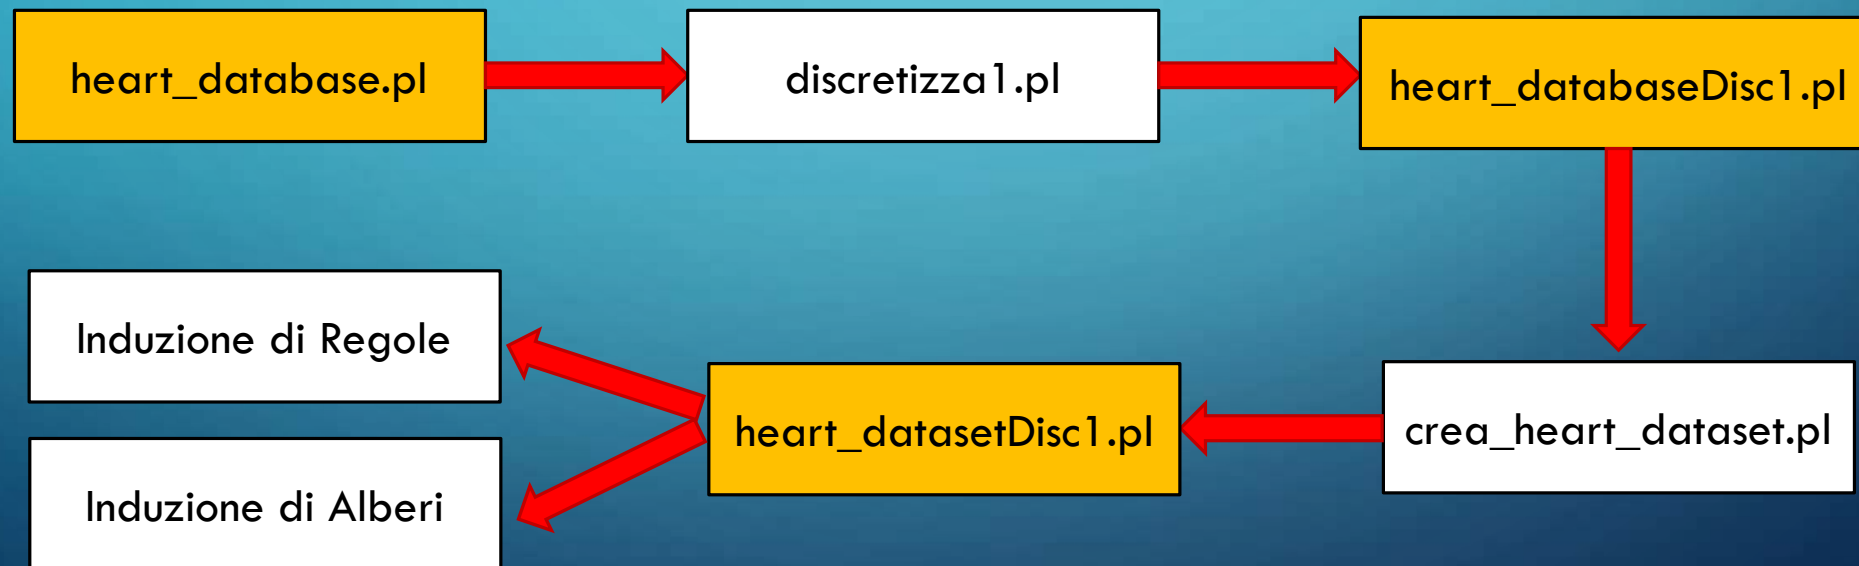 heart_database.pl
discretizza1.pl
heart_databaseDisc1.pl
Induzione di Regole
heart_datasetDisc1.pl
crea_heart_dataset.pl
Induzione di Alberi